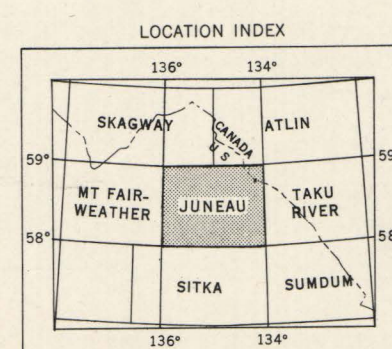 LOCATION INDEX
136° 134°
SKAGWAY CANADA ATLIN
U S
59° 59°
MT FAIR-
WEATHER JUNEAU TAKU
RIVER
58° 58°
SITKA SUMDUM
136° 134°